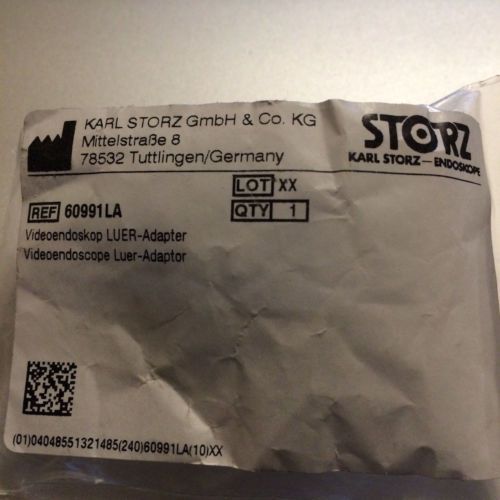 KARL STORZ GmbH & Co. KG
Mittelstraße 8
78532 Tuttlingen/Germany
STORZ
KARL STORZ—ENDOSKOPE
LOT XX
REF 60991LA
QTY 1
Videoendoskop LUER-Adapter
Videoendoscope Luer-Adaptor
(01)04048551321485(240)60991LA(10)XX